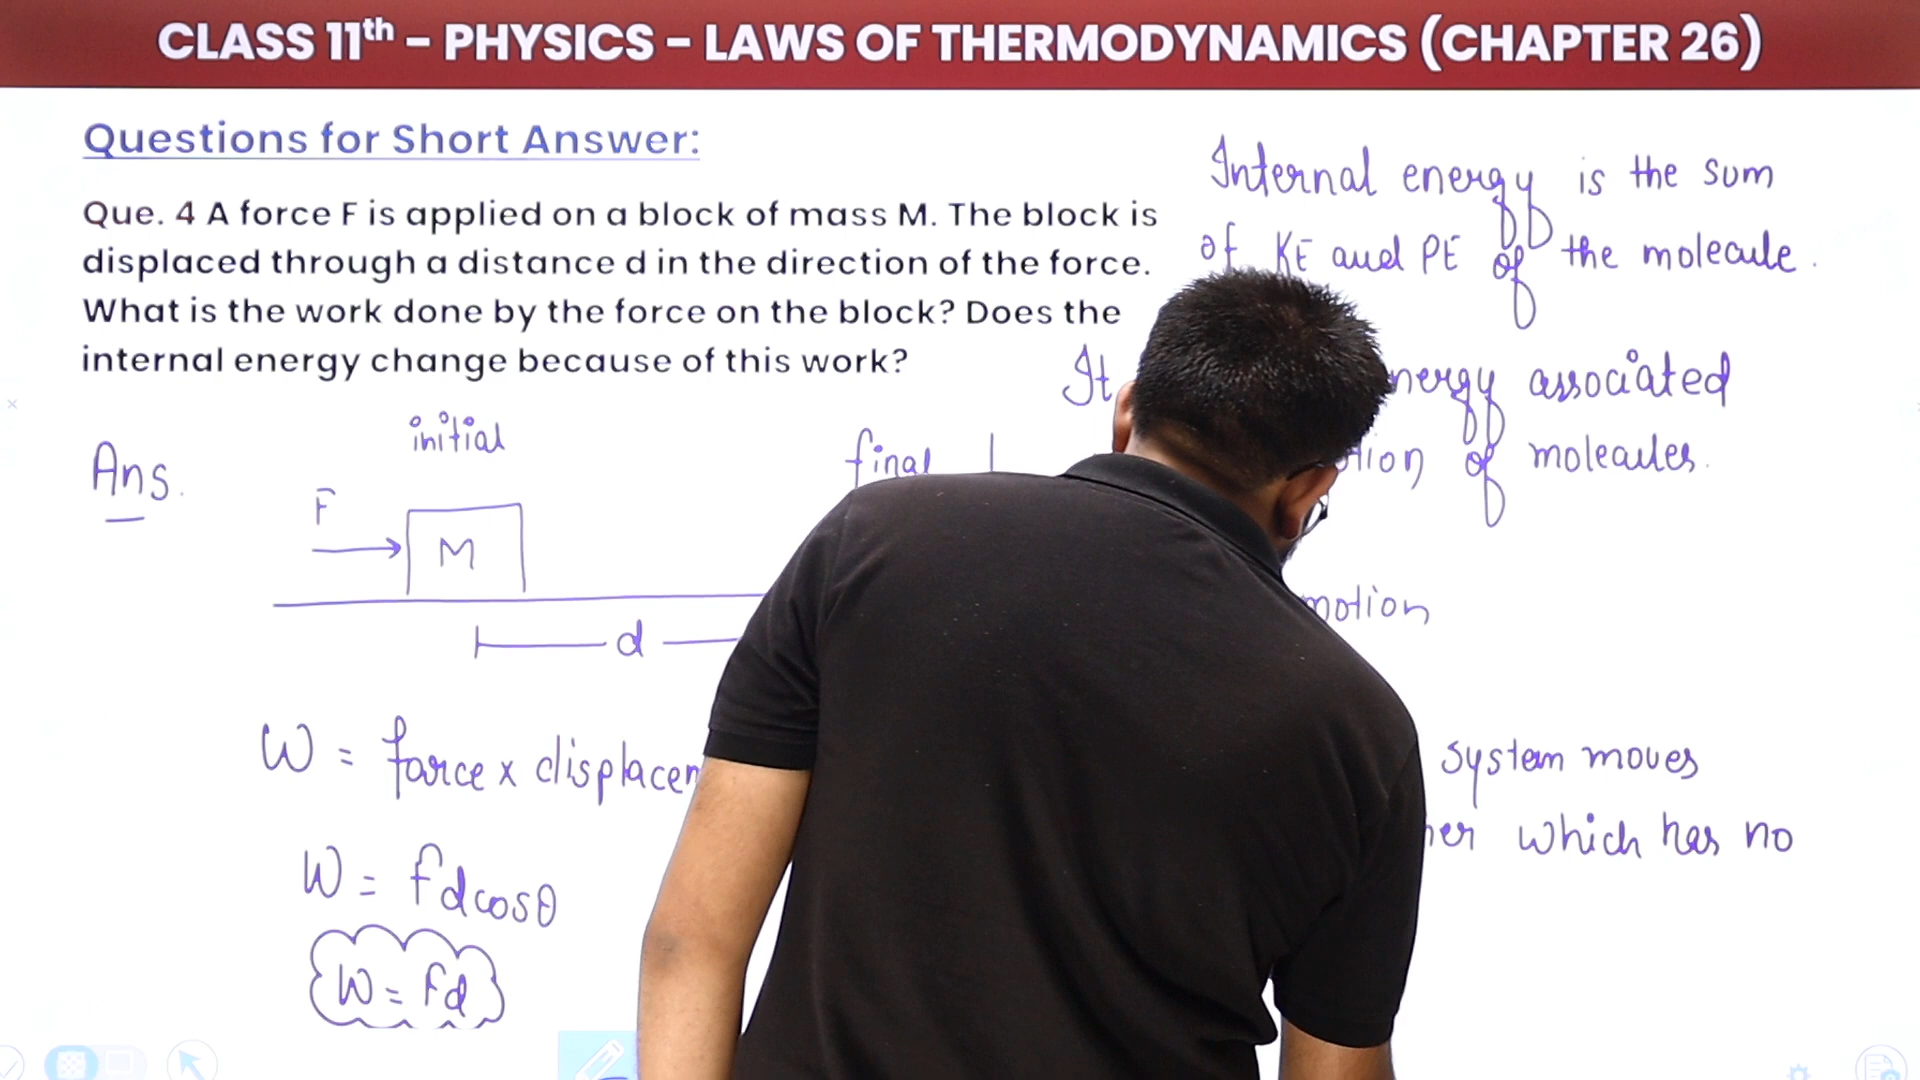 CLASS 11th – PHYSICS – LAWS OF THERMODYNAMICS (CHAPTER 26)
Questions for Short Answer:
Que. 4 A force F is applied on a block of mass M. The block is
displaced through a distance d in the direction of the force.
What is the work done by the force on the block? Does the
internal energy change because of this work?
Ans.
initial
final
F
M
d
W = force x displacem
W = Fdcosθ
W = Fd
Internal energy is the sum
of KE and PE of the molecule.
It nergy associated
tion of molecules.
motion
system moves
her which has no